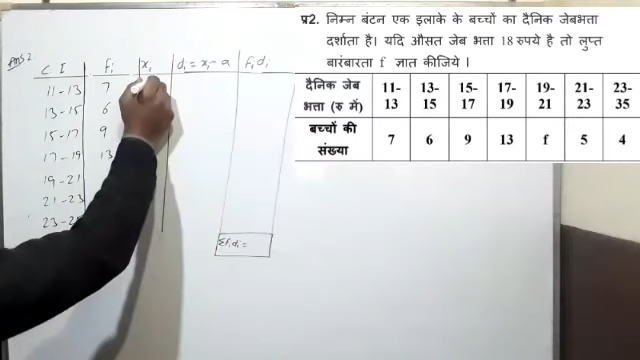 प्र2. निम्न बंटन एक इलाके के बच्चों का दैनिक जेबभत्ता
दर्शाता है। यदि औसत जेब भत्ता 18 रुपये है तो लुप्त
बारंबारता f ज्ञात कीजिये ।
दैनिक जेब भत्ता (रु में) 11-13 13-15 15-17 17-19 19-21 21-23 23-35
बच्चों की संख्या 7 6 9 13 f 5 4
Ans 2.
C I fi xi di = xi - a fi di
11-13 7
13-15 6
15-17 9
17-19 13
19-21
21-23
Σfidi =